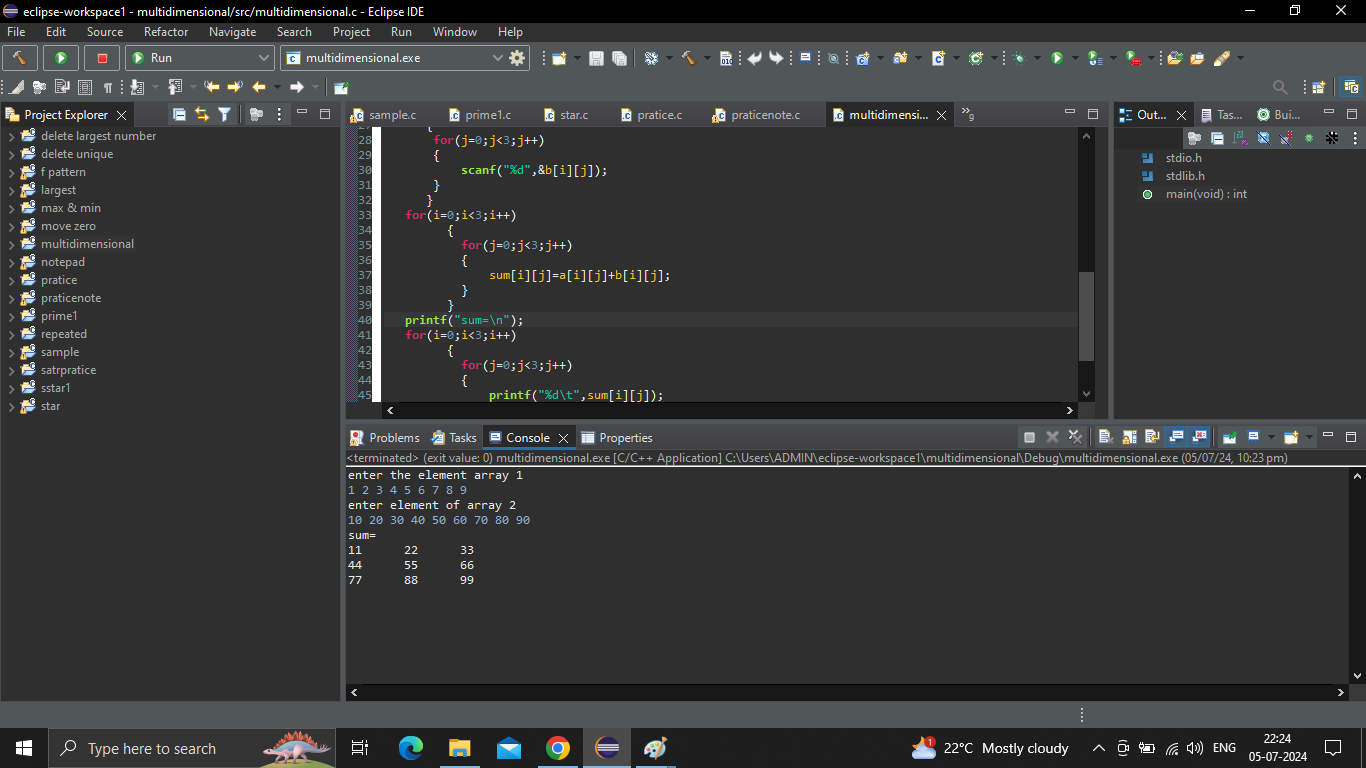 eclipse-workspace1 - multidimensional/src/multidimensional.c - Eclipse IDE
File Edit Source Refactor Navigate Search Project Run Window Help
Run multidimensional.exe
Project Explorer
delete largest number
delete unique
f pattern
largest
max & min
move zero
multidimensional
notepad
pratice
praticenote
prime1
repeated
sample
satrpratice
sstar1
star
sample.c prime1.c star.c pratice.c praticenote.c multidimensi... »9
27 {
28 for(j=0;j<3;j++)
29 {
30 scanf("%d",&b[i][j]);
31 }
32 }
33 for(i=0;i<3;i++)
34 {
35 for(j=0;j<3;j++)
36 {
37 sum[i][j]=a[i][j]+b[i][j];
38 }
39 }
40 printf("sum=\n");
41 for(i=0;i<3;i++)
42 {
43 for(j=0;j<3;j++)
44 {
45 printf("%d\t",sum[i][j]);
Out... Tas... Bui...
stdio.h
stdlib.h
main(void) : int
Problems Tasks Console Properties
<terminated> (exit value: 0) multidimensional.exe [C/C++ Application] C:\Users\ADMIN\eclipse-workspace1\multidimensional\Debug\multidimensional.exe (05/07/24, 10:23 pm)
enter the element array 1
1 2 3 4 5 6 7 8 9
enter element of array 2
10 20 30 40 50 60 70 80 90
sum=
11 22 33
44 55 66
77 88 99
Type here to search
1
22°C Mostly cloudy
ENG
22:24
05-07-2024